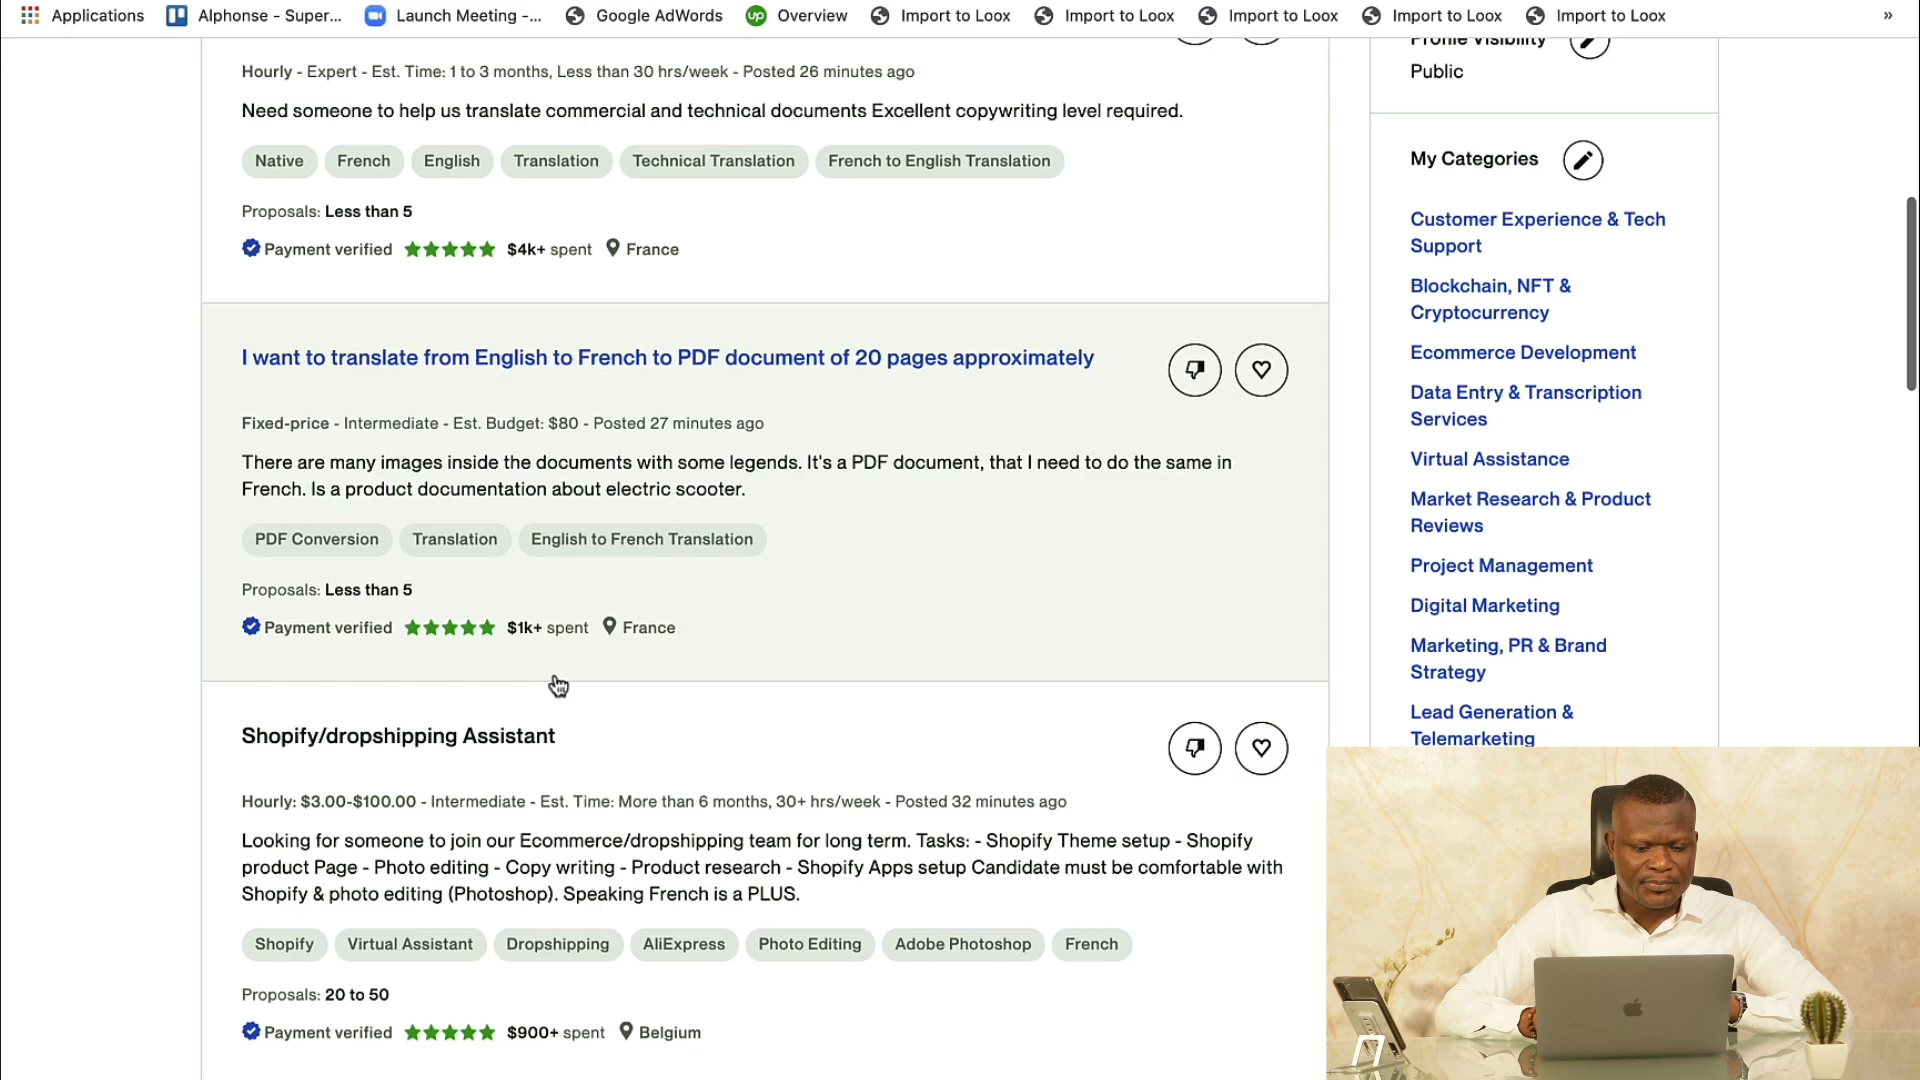 Applications
Alphonse - Super...
Launch Meeting -...
Google AdWords
up Overview
Import to Loox
Import to Loox
Import to Loox
Import to Loox
Import to Loox
»
Hourly - Expert - Est. Time: 1 to 3 months, Less than 30 hrs/week - Posted 26 minutes ago
Need someone to help us translate commercial and technical documents Excellent copywriting level required.
Native
French
English
Translation
Technical Translation
French to English Translation
Proposals: Less than 5
Payment verified $4k+ spent France
I want to translate from English to French to PDF document of 20 pages approximately
Fixed-price - Intermediate - Est. Budget: $80 - Posted 27 minutes ago
There are many images inside the documents with some legends. It's a PDF document, that I need to do the same in
French. Is a product documentation about electric scooter.
PDF Conversion
Translation
English to French Translation
Proposals: Less than 5
Payment verified $1k+ spent France
Shopify/dropshipping Assistant
Hourly: $3.00-$100.00 - Intermediate - Est. Time: More than 6 months, 30+ hrs/week - Posted 32 minutes ago
Looking for someone to join our Ecommerce/dropshipping team for long term. Tasks: - Shopify Theme setup - Shopify
product Page - Photo editing - Copy writing - Product research - Shopify Apps setup Candidate must be comfortable with
Shopify & photo editing (Photoshop). Speaking French is a PLUS.
Shopify
Virtual Assistant
Dropshipping
AliExpress
Photo Editing
Adobe Photoshop
French
Proposals: 20 to 50
Payment verified $900+ spent Belgium
Profile Visibility
Public
My Categories
Customer Experience & Tech
Support
Blockchain, NFT &
Cryptocurrency
Ecommerce Development
Data Entry & Transcription
Services
Virtual Assistance
Market Research & Product
Reviews
Project Management
Digital Marketing
Marketing, PR & Brand
Strategy
Lead Generation &
Telemarketing